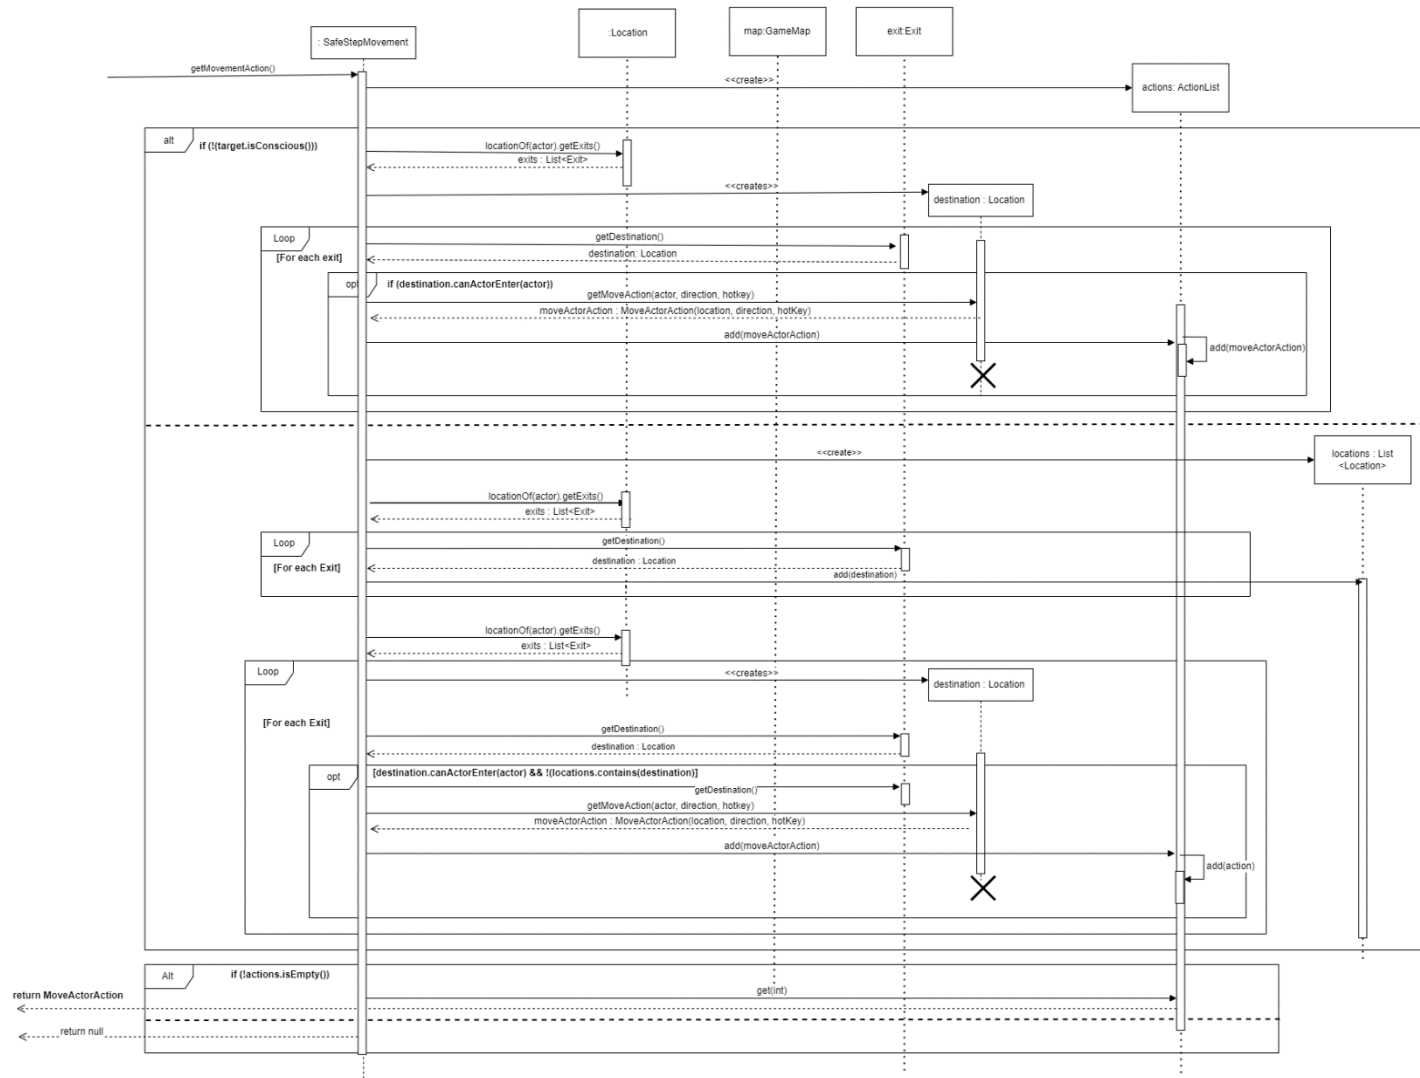 : SafeStepMovement
:Location
map:GameMap
exit:Exit
getMovementAction()
<<create>>
actions: ActionList
alt
if (!(target.isConscious()))
locationOf(actor).getExits()
exits : List<Exit>
<<creates>>
destination : Location
Loop
[For each exit]
getDestination()
destination: Location
opt
if (destination.canActorEnter(actor))
getMoveAction(actor, direction, hotkey)
moveActorAction : MoveActorAction(location, direction, hotKey)
add(moveActorAction)
add(moveActorAction)
<<create>>
locations : List
<Location>
locationOf(actor).getExits()
exits : List<Exit>
Loop
[For each Exit]
getDestination()
destination : Location
add(destination)
locationOf(actor).getExits()
exits : List<Exit>
Loop
<<creates>>
destination : Location
[For each Exit]
getDestination()
destination : Location
opt
[destination.canActorEnter(actor) && !(locations.contains(destination)]
getDestination()
getMoveAction(actor, direction, hotkey)
moveActorAction : MoveActorAction(location, direction, hotKey)
add(moveActorAction)
add(action)
Alt
if (!actions.isEmpty())
get(int)
return MoveActorAction
return null